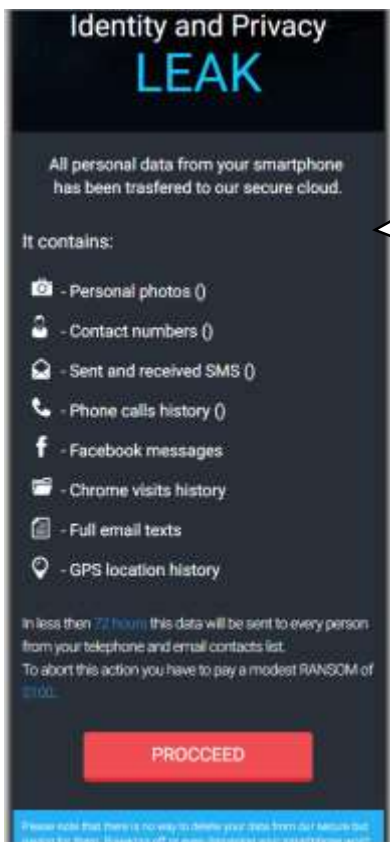 Identity and Privacy
LEAK
All personal data from your smartphone
has been trasfered to our secure cloud.
It contains:
- Personal photos ()
- Contact numbers ()
- Sent and received SMS ()
- Phone calls history ()
f - Facebook messages
- Chrome visits history
- Full email texts
- GPS location history
In less then 72 hours this data will be sent to every person
from your telephone and email contacts list.
To abort this action you have to pay a modest RANSOM of
$100.
PROCCEED
Please note that there is no way to delete your data from our secure but